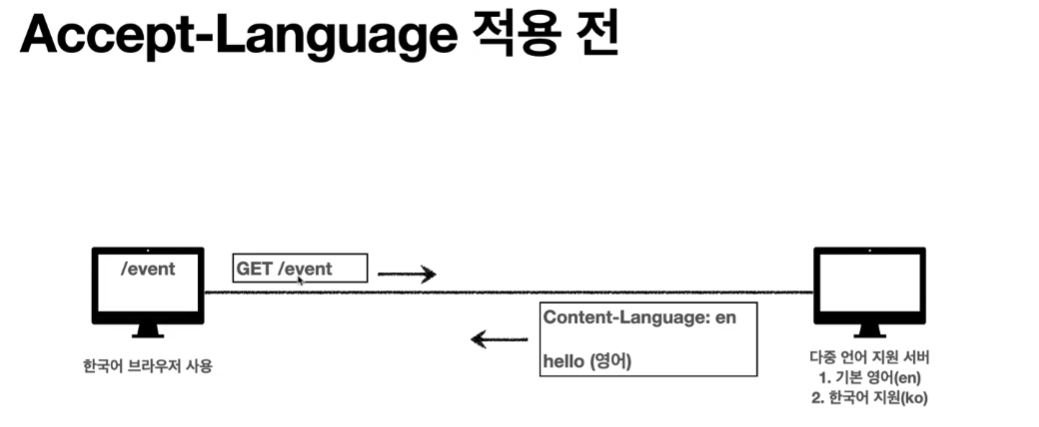 Accept-Language 적용 전
/event
GET /event
Content-Language: en
hello (영어)
한국어 브라우저 사용
다중 언어 지원 서버
1. 기본 영어(en)
2. 한국어 지원(ko)